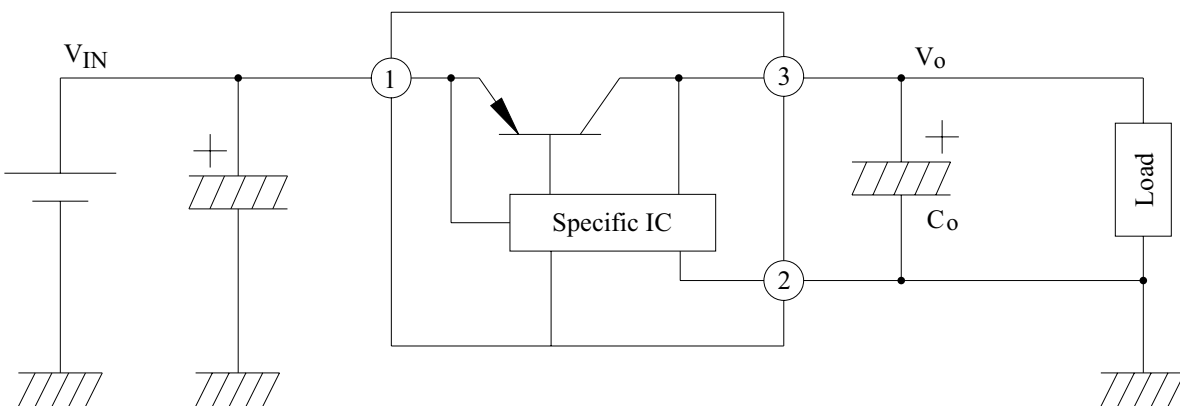 V_IN
1
3
V_o
+
+
Specific IC
Load
C_o
2